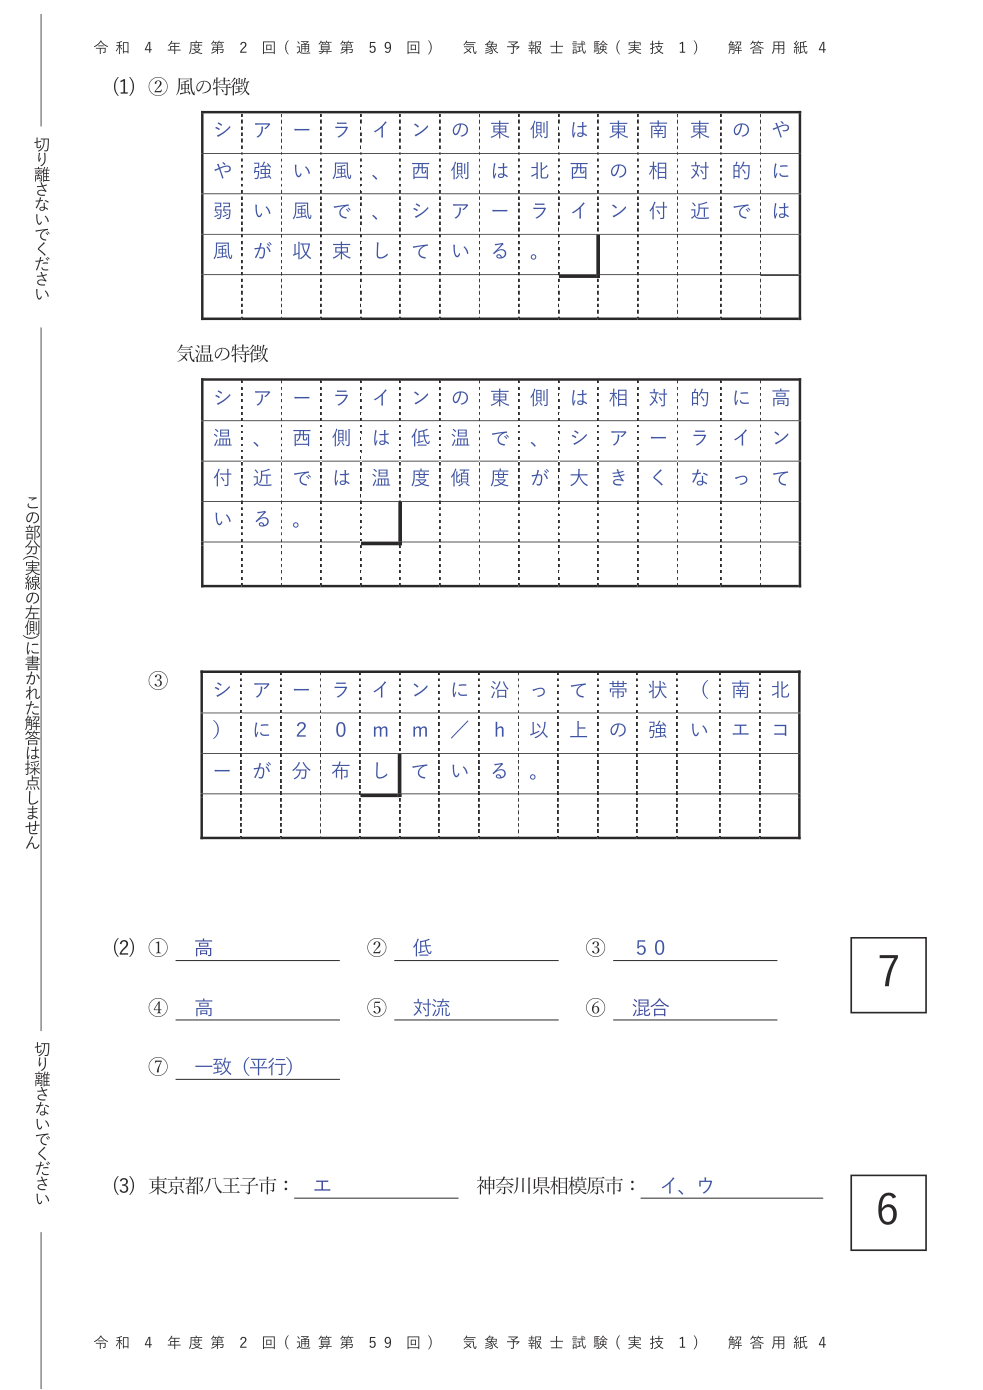 令和4年度第2回(通算第59回) 気象予報士試験(実技1) 解答用紙4
(1) ② 風の特徴
シアーラインの東側は東南東のや
や強い風、西側は北西の相対的に
弱い風で、シアーライン付近では
風が収束している。
気温の特徴
シアーラインの東側は相対的に高
温、西側は低温で、シアーライン
付近では温度傾度が大きくなって
いる。
③
シアーラインに沿って帯状(南北
)に20mm/h以上の強いエコ
ーが分布している。
(2) ① 高 ② 低 ③ 50
7
④ 高 ⑤ 対流 ⑥ 混合
⑦ 一致(平行)
(3) 東京都八王子市: エ 神奈川県相模原市: イ、ウ
6
令和4年度第2回(通算第59回) 気象予報士試験(実技1) 解答用紙4
切り離さないでください
この部分(実線の左側)に書かれた解答は採点しません
切り離さないでください